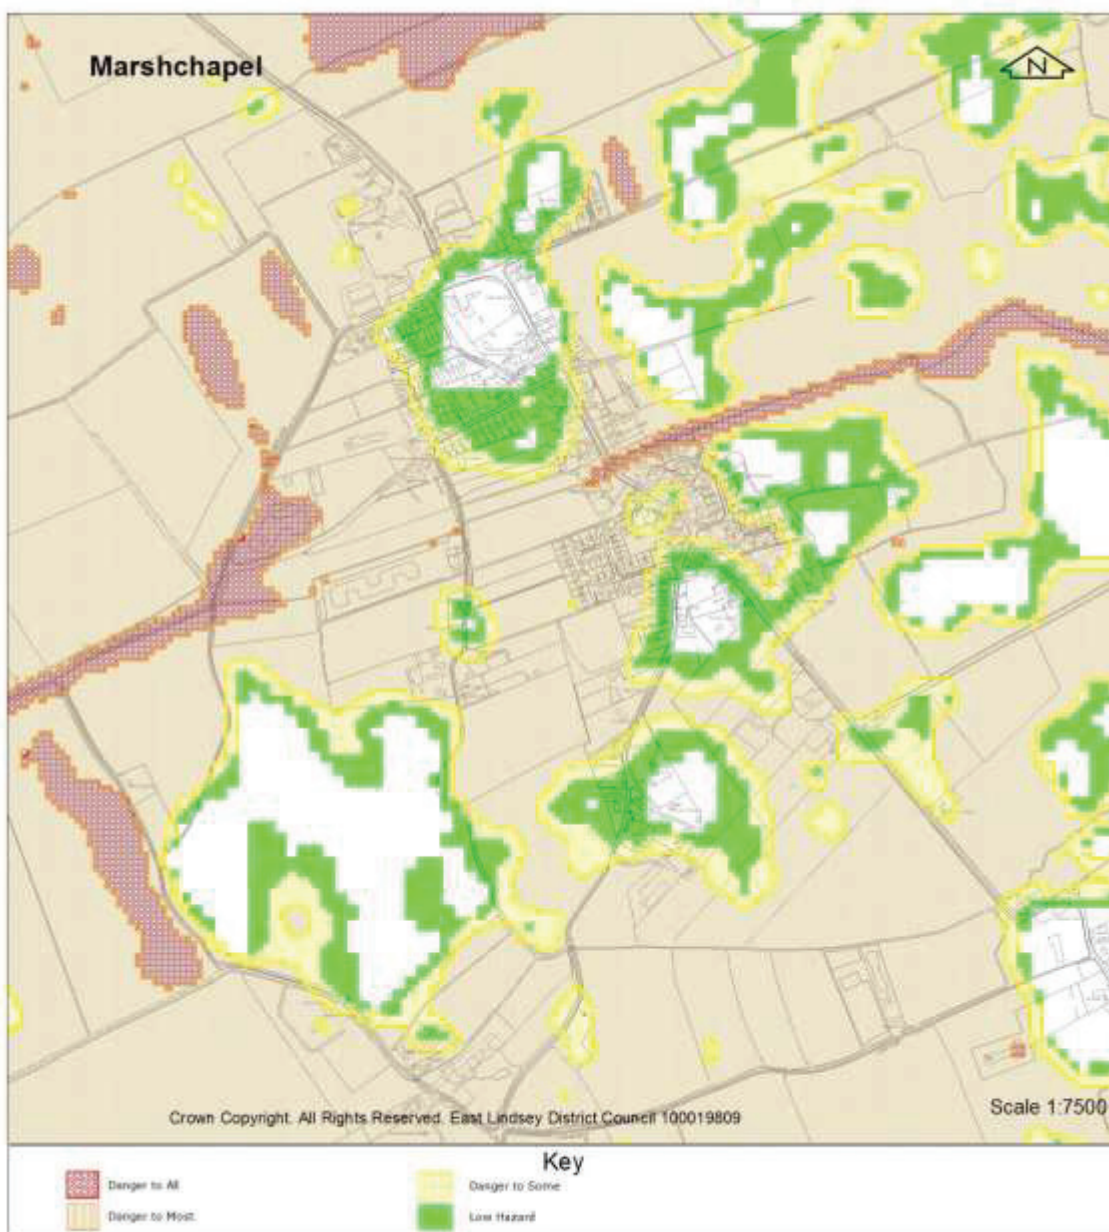 Marshchapel
N
Crown Copyright. All Rights Reserved. East Lindsey District Council 100019809
Scale 1:7500
Key
Danger to All
Danger to Some
Danger to Most
Low Hazard